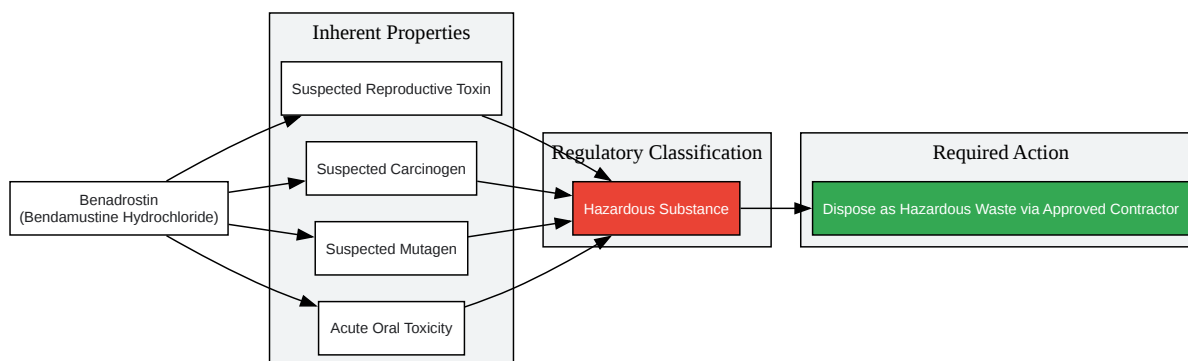 Inherent Properties
Suspected Reproductive Toxin
Regulatory Classification
Required Action
Suspected Carcinogen
Benadrostin
(Bendamustine Hydrochloride)
Hazardous Substance
Dispose as Hazardous Waste via Approved Contractor
Suspected Mutagen
Acute Oral Toxicity